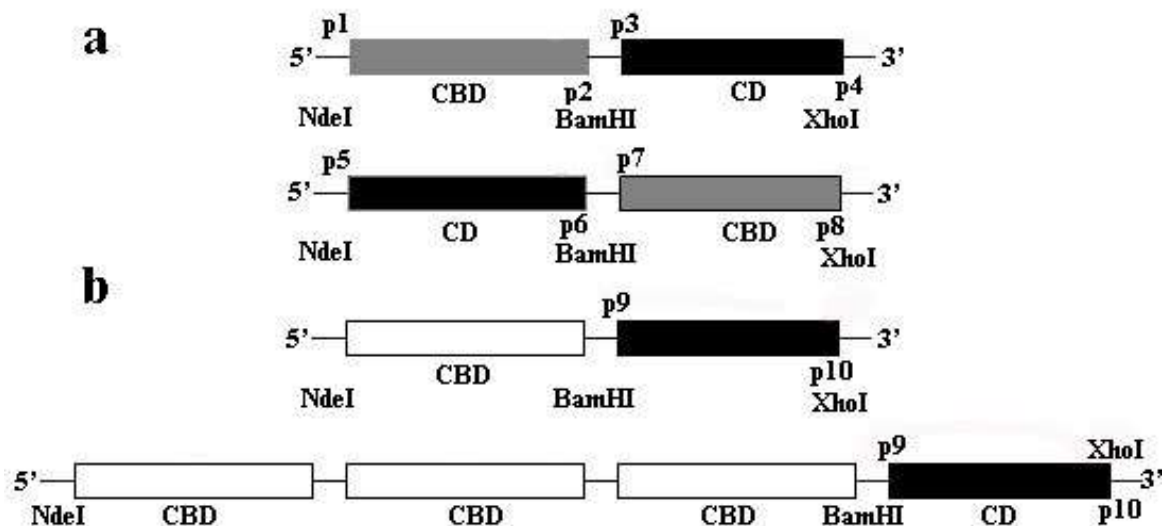 a
p1 p3
5’ 3’
CBD p2 CD p4
NdeI BamHI XhoI
p5 p7
5’ 3’
CD p6 CBD p8
NdeI BamHI XhoI
b
p9
5’ 3’
CBD p10
NdeI BamHI XhoI
p9 XhoI
5’ 3’
NdeI CBD CBD CBD BamHI CD p10